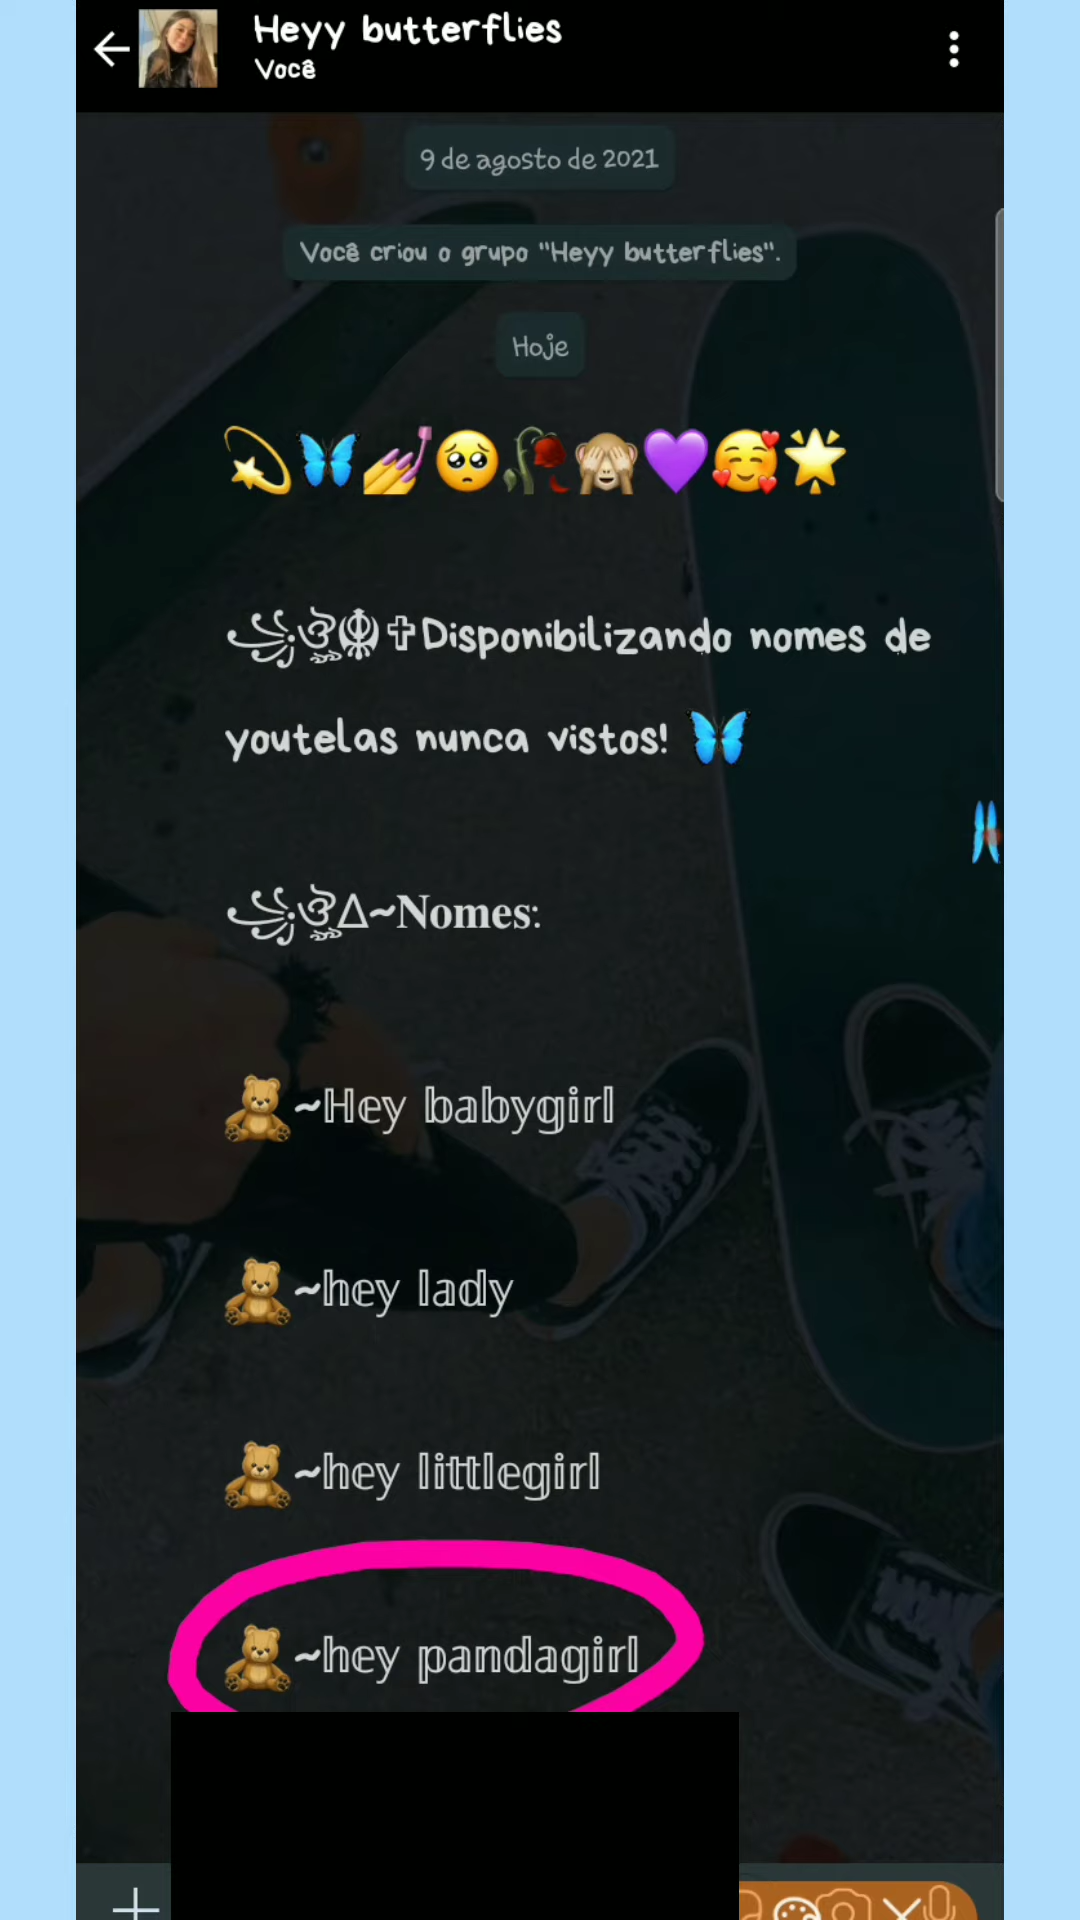 Heyy butterflies
Você
9 de agosto de 2021
Você criou o grupo "Heyy butterflies".
Hoje
💫🦋💅🥺🥀🙈💜🥰🌟
꧁ঔৣ☬✞Disponibilizando nomes de
youtelas nunca vistos! 🦋
꧁ঔৣ∆~𝐍𝐨𝐦𝐞𝐬:
🧸~ℍ𝕖𝕪 𝕓𝕒𝕓𝕪𝕘𝕚𝕣𝕝
🧸~𝕙𝕖𝕪 𝕝𝕒𝕕𝕪
🧸~𝕙𝕖𝕪 𝕝𝕚𝕥𝕥𝕝𝕖𝕘𝕚𝕣𝕝
🧸~𝕙𝕖𝕪 𝕡𝕒𝕟𝕕𝕒𝕘𝕚𝕣𝕝